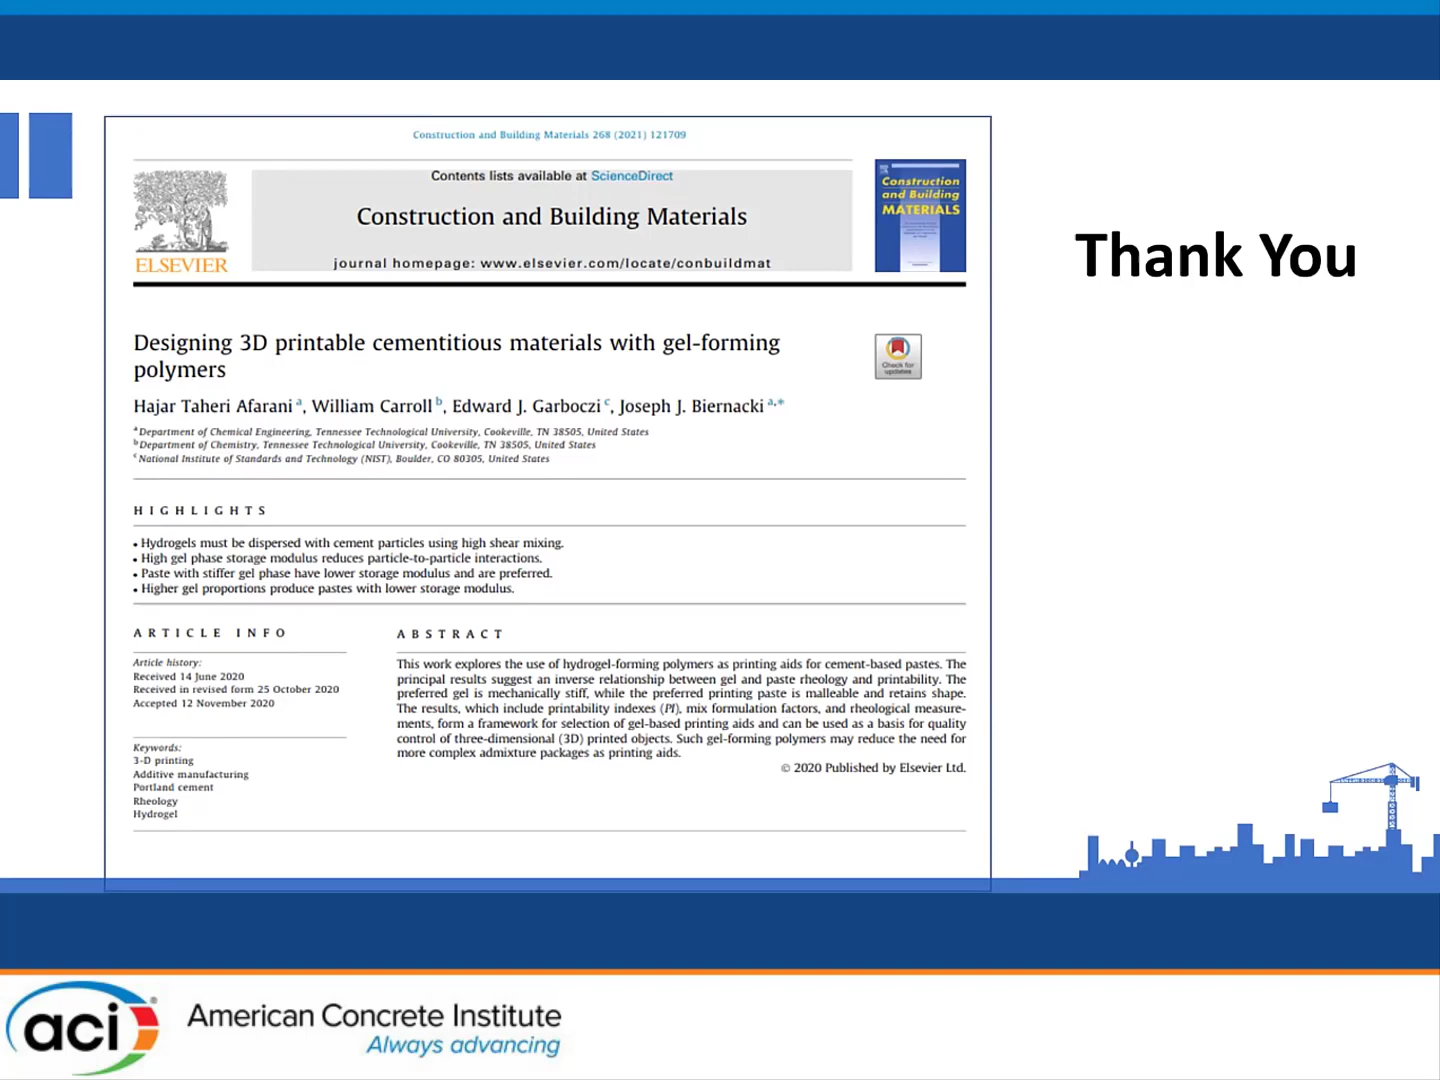 Construction and Building Materials 268 (2021) 121709
Contents lists available at ScienceDirect
Construction and Building Materials
journal homepage: www.elsevier.com/locate/conbuildmat
ELSEVIER
Construction
and Building
MATERIALS
Thank You
Designing 3D printable cementitious materials with gel-forming
polymers
Check for
updates
Hajar Taheri Afarani a, William Carroll b, Edward J. Garboczi c, Joseph J. Biernacki a,*
a Department of Chemical Engineering, Tennessee Technological University, Cookeville, TN 38505, United States
b Department of Chemistry, Tennessee Technological University, Cookeville, TN 38505, United States
c National Institute of Standards and Technology (NIST), Boulder, CO 80305, United States
HIGHLIGHTS
• Hydrogels must be dispersed with cement particles using high shear mixing.
• High gel phase storage modulus reduces particle-to-particle interactions.
• Paste with stiffer gel phase have lower storage modulus and are preferred.
• Higher gel proportions produce pastes with lower storage modulus.
ARTICLE INFO
Article history:
Received 14 June 2020
Received in revised form 25 October 2020
Accepted 12 November 2020
Keywords:
3-D printing
Additive manufacturing
Portland cement
Rheology
Hydrogel
ABSTRACT
This work explores the use of hydrogel-forming polymers as printing aids for cement-based pastes. The
principal results suggest an inverse relationship between gel and paste rheology and printability. The
preferred gel is mechanically stiff, while the preferred printing paste is malleable and retains shape.
The results, which include printability indexes (PI), mix formulation factors, and rheological measure-
ments, form a framework for selection of gel-based printing aids and can be used as a basis for quality
control of three-dimensional (3D) printed objects. Such gel-forming polymers may reduce the need for
more complex admixture packages as printing aids.
© 2020 Published by Elsevier Ltd.
aci®
American Concrete Institute
Always advancing